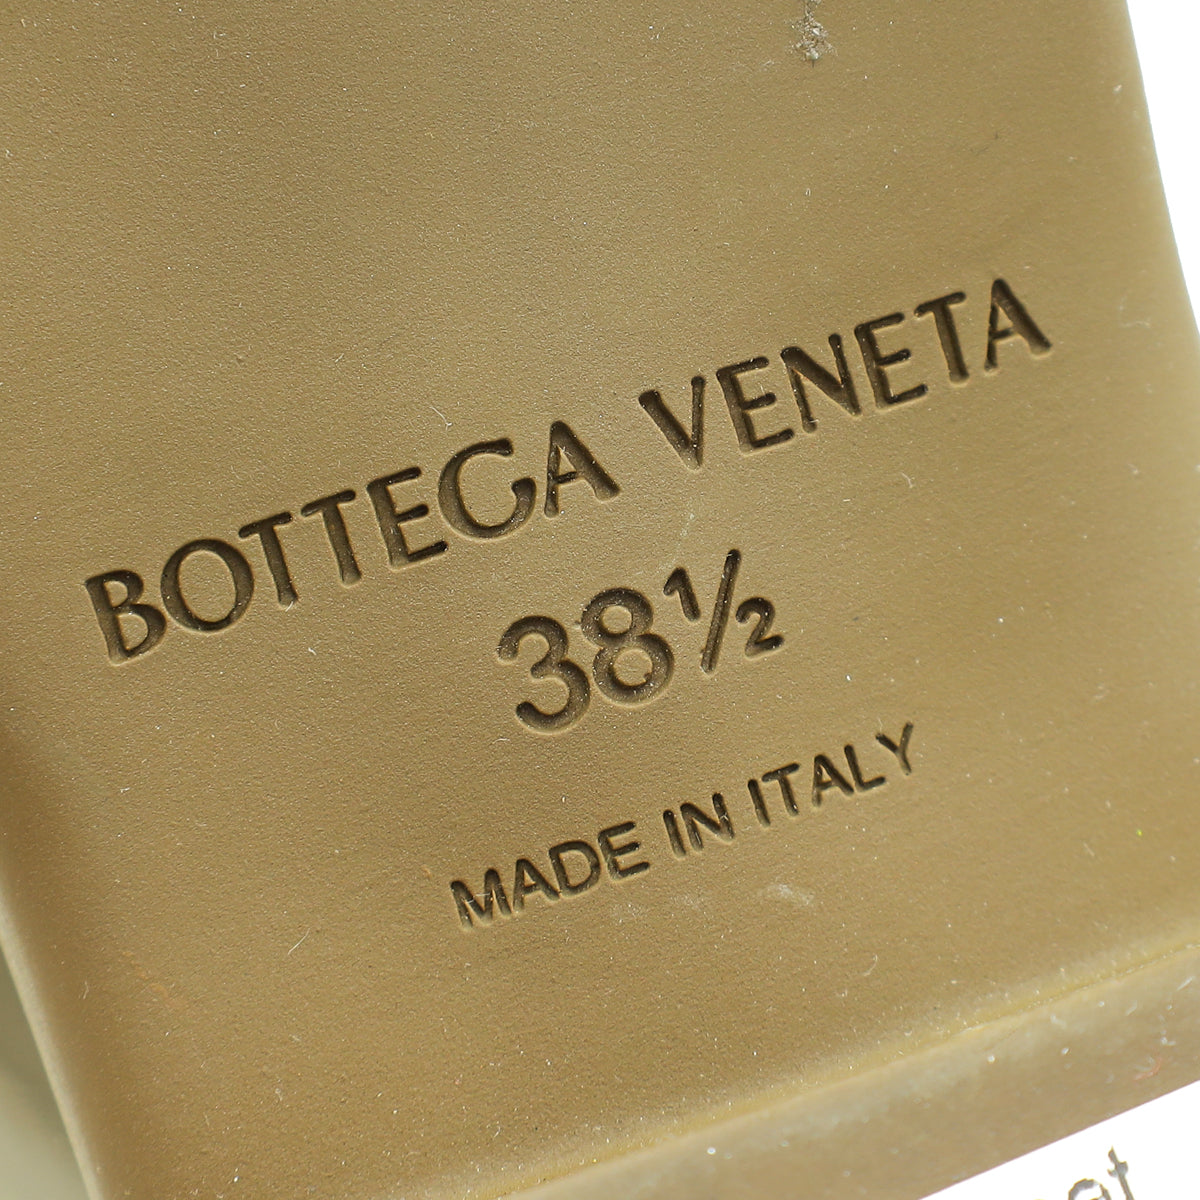 BOTTEGA VENETA
38½
MADE IN ITALY